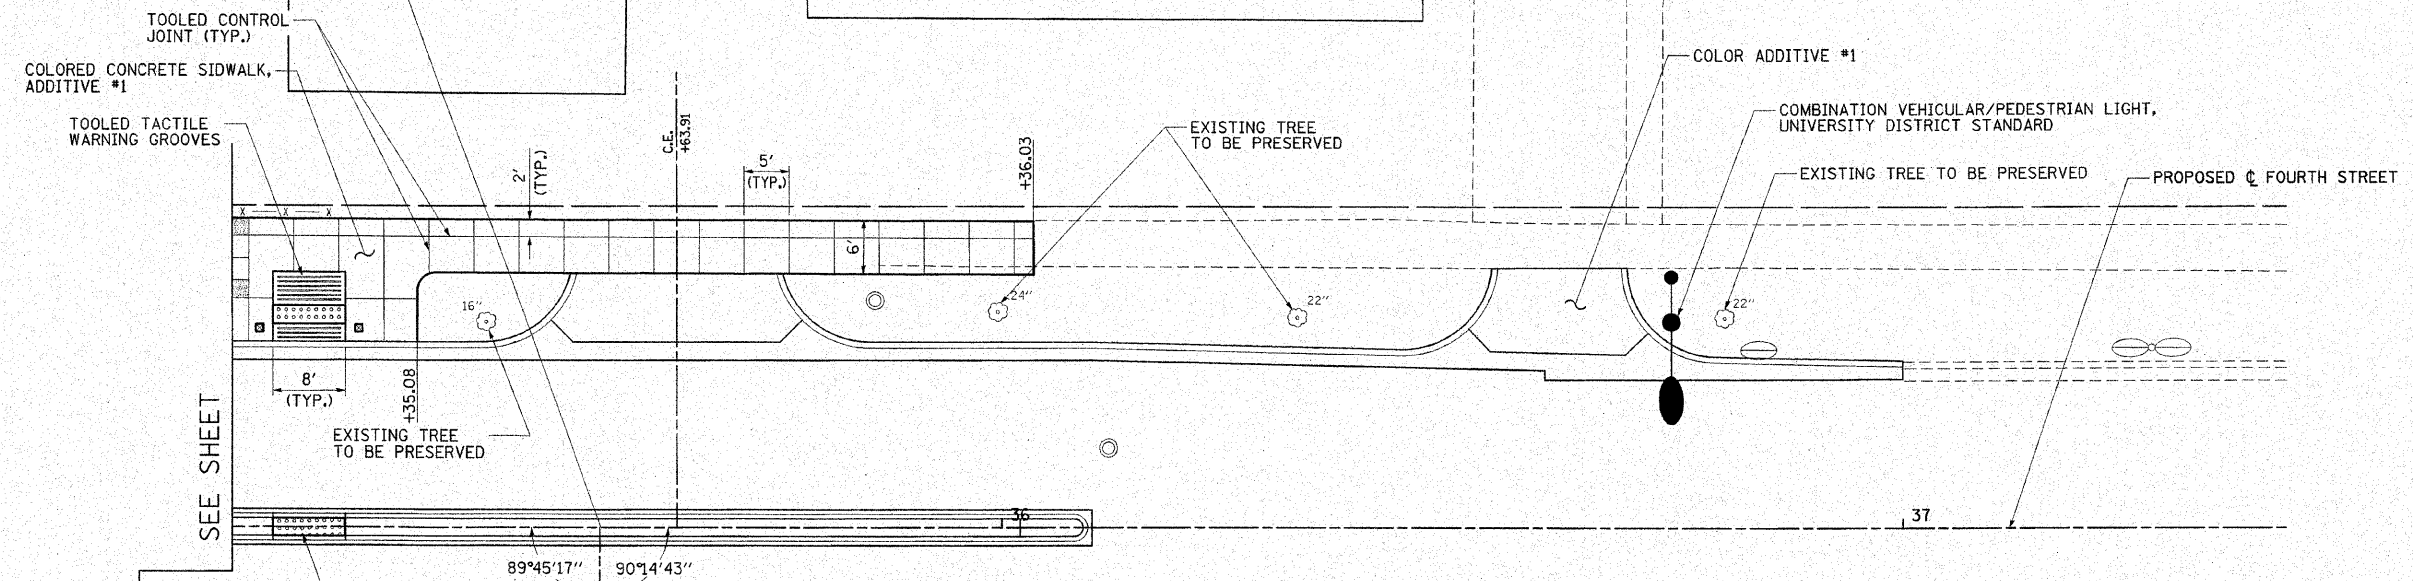 TOOLED CONTROL
JOINT (TYP.)
COLORED CONCRETE SIDWALK,
ADDITIVE #1
TOOLED TACTILE
WARNING GROOVES
2'
(TYP.)
C.E.
+63.91
5'
(TYP.)
EXISTING TREE
TO BE PRESERVED
+36.03
COLOR ADDITIVE #1
COMBINATION VEHICULAR/PEDESTRIAN LIGHT,
UNIVERSITY DISTRICT STANDARD
EXISTING TREE TO BE PRESERVED
PROPOSED ℄ FOURTH STREET
X X X
6'
16"
24"
22"
22"
8'
(TYP.)
+35.08
EXISTING TREE
TO BE PRESERVED
SEE SHEET
36
37
89°45'17"
90°14'43"